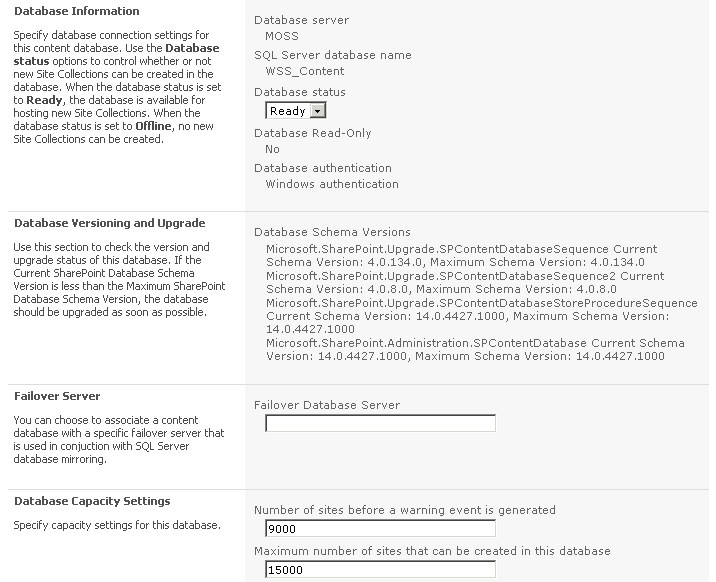 Database Information
Specify database connection settings for
this content database. Use the Database
status options to control whether or not
new Site Collections can be created in the
database. When the database status is set
to Ready, the database is available for
hosting new Site Collections. When the
database status is set to Offline, no new
Site Collections can be created.
Database server
MOSS
SQL Server database name
WSS_Content
Database status
Ready
Database Read-Only
No
Database authentication
Windows authentication
Database Versioning and Upgrade
Use this section to check the version and
upgrade status of this database. If the
Current SharePoint Database Schema
Version is less than the Maximum SharePoint
Database Schema Version, the database
should be upgraded as soon as possible.
Database Schema Versions
Microsoft.SharePoint.Upgrade.SPContentDatabaseSequence Current
Schema Version: 4.0.134.0, Maximum Schema Version: 4.0.134.0
Microsoft.SharePoint.Upgrade.SPContentDatabaseSequence2 Current
Schema Version: 4.0.8.0, Maximum Schema Version: 4.0.8.0
Microsoft.SharePoint.Upgrade.SPContentDatabaseStoreProcedureSequence
Current Schema Version: 14.0.4427.1000, Maximum Schema Version:
14.0.4427.1000
Microsoft.SharePoint.Administration.SPContentDatabase Current Schema
Version: 14.0.4427.1000, Maximum Schema Version: 14.0.4427.1000
Failover Server
You can choose to associate a content
database with a specific failover server that
is used in conjuction with SQL Server
database mirroring.
Failover Database Server
Database Capacity Settings
Specify capacity settings for this database.
Number of sites before a warning event is generated
9000
Maximum number of sites that can be created in this database
15000